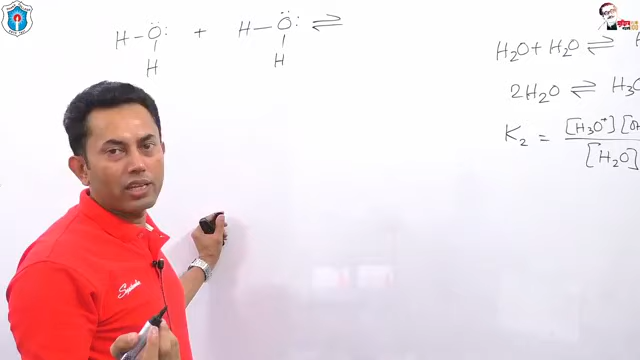 H – Ö: + H – Ö: ⇌
H H
H₂O + H₂O ⇌ H
2H₂O ⇌ H₃O
K₂ = [H₃O⁺][OH
[H₂O]